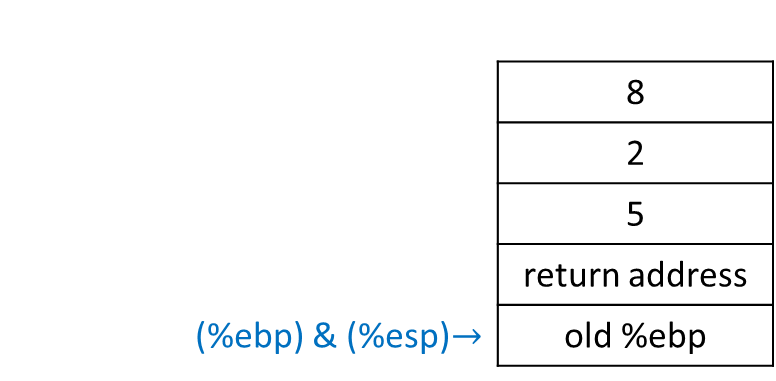 8
2
5
return address
(%ebp) & (%esp)→ old %ebp